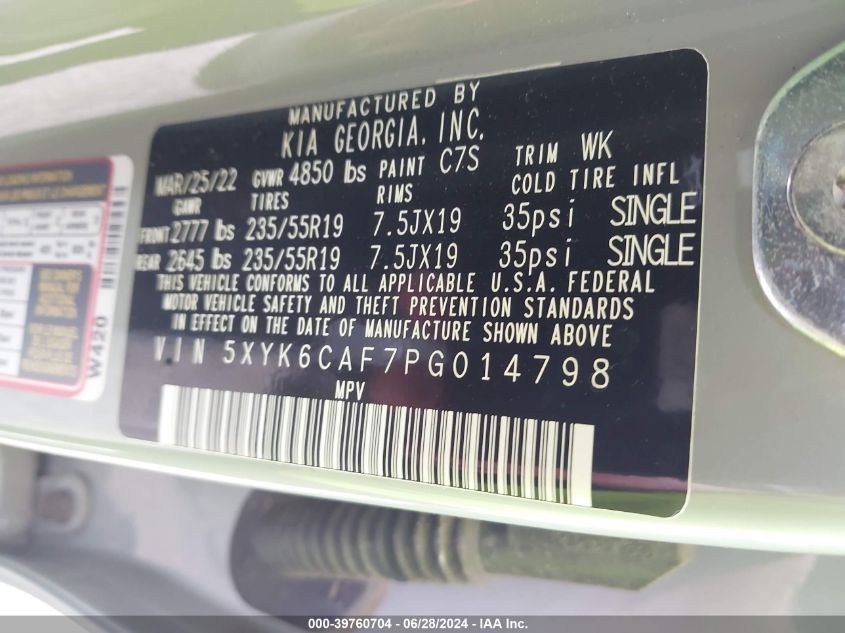 MANUFACTURED BY
KIA GEORGIA, INC.
MAR/25/22 GVWR 4850 lbs PAINT C7S TRIM WK
GAWR TIRES RIMS COLD TIRE INFL
FRONT 2777 lbs 235/55R19 7.5JX19 35psi SINGLE
REAR 2645 lbs 235/55R19 7.5JX19 35psi SINGLE
THIS VEHICLE CONFORMS TO ALL APPLICABLE U.S.A. FEDERAL
MOTOR VEHICLE SAFETY AND THEFT PREVENTION STANDARDS
IN EFFECT ON THE DATE OF MANUFACTURE SHOWN ABOVE.
VIN 5XYK6CAF7PG014798
MPV
W420
000-39760704 - 06/28/2024 - IAA Inc.